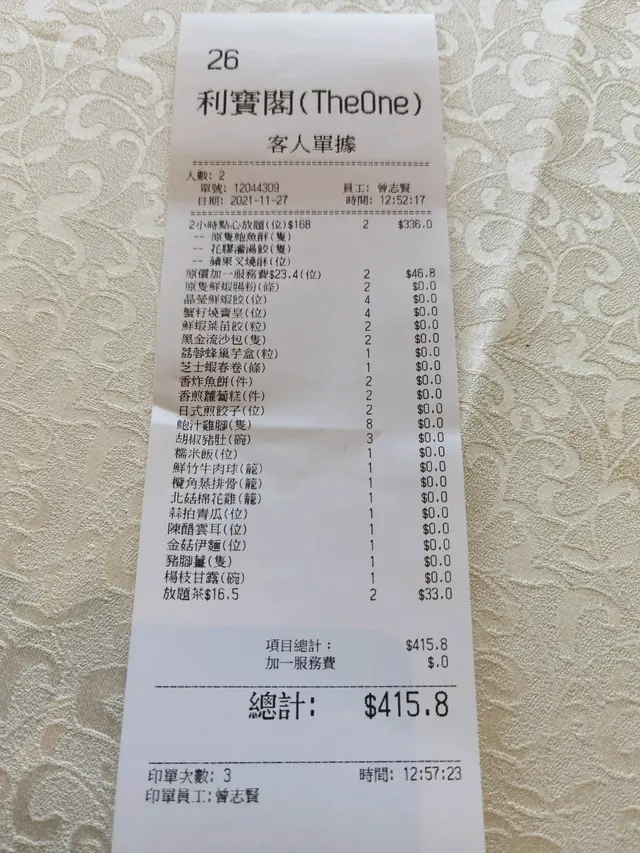 26
利寶閣(TheOne)
客人單據
人數: 2
單號: 12044309 員工: 曾志賢
日期: 2021-11-27 時間: 12:52:17
2小時點心放題(位)$168 2 $336.0
-- 原隻鮑魚酥(隻)
-- 花膠灌湯餃(隻)
-- 蘋果叉燒酥(位)
原價加一服務費$23.4(位) 2 $46.8
原隻鮮蝦腸粉(條) 2 $0.0
晶瑩鮮蝦餃(位) 4 $0.0
蟹籽燒賣皇(位) 4 $0.0
鮮蝦菜苗餃(粒) 2 $0.0
黑金流沙包(隻) 2 $0.0
荔蓉蜂巢芋盒(粒) 1 $0.0
芝士蝦春卷(條) 1 $0.0
香炸魚餅(件) 2 $0.0
香煎蘿蔔糕(件) 2 $0.0
日式煎餃子(位) 2 $0.0
鮑汁雞腳(隻) 8 $0.0
胡椒豬肚(碗) 3 $0.0
糯米飯(位) 1 $0.0
鮮竹牛肉球(籠) 1 $0.0
欖角蒸排骨(籠) 1 $0.0
北菇棉花雞(籠) 1 $0.0
蒜拍青瓜(位) 1 $0.0
陳醋雲耳(位) 1 $0.0
金菇伊麵(位) 1 $0.0
豬腳薑(隻) 1 $0.0
楊枝甘露(碗) 1 $0.0
放題茶$16.5 2 $33.0
項目總計: $415.8
加一服務費 $.0
總計: $415.8
印單次數: 3 時間: 12:57:23
印單員工:曾志賢